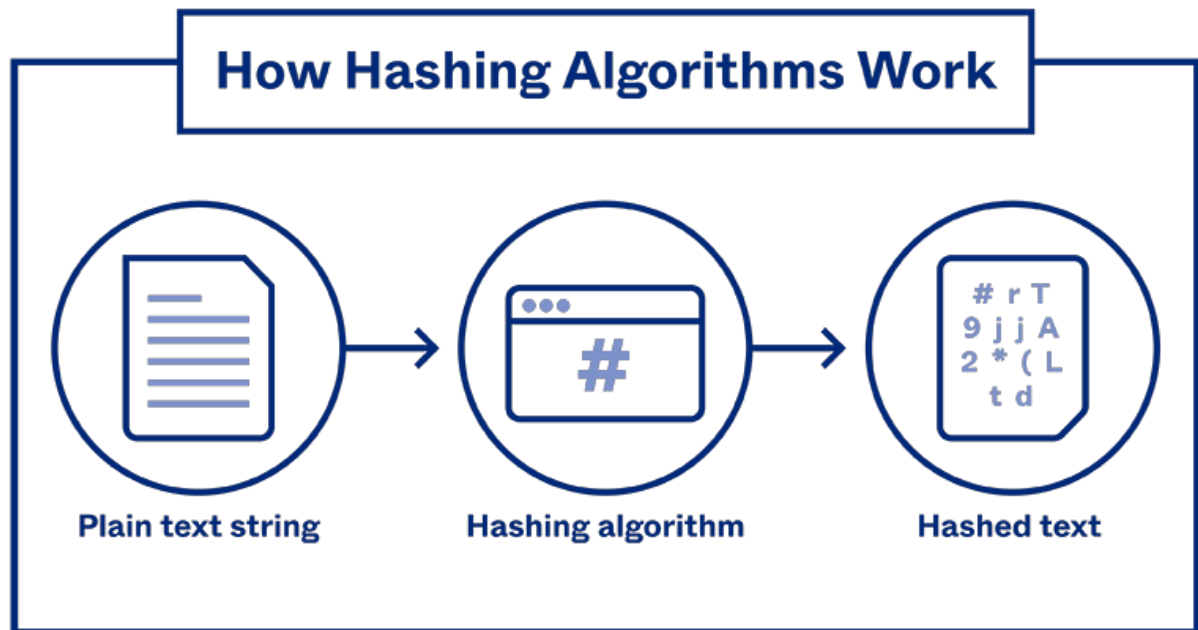 How Hashing Algorithms Work
#
# r T
9 j j A
2 * ( L
t d
Plain text string
Hashing algorithm
Hashed text